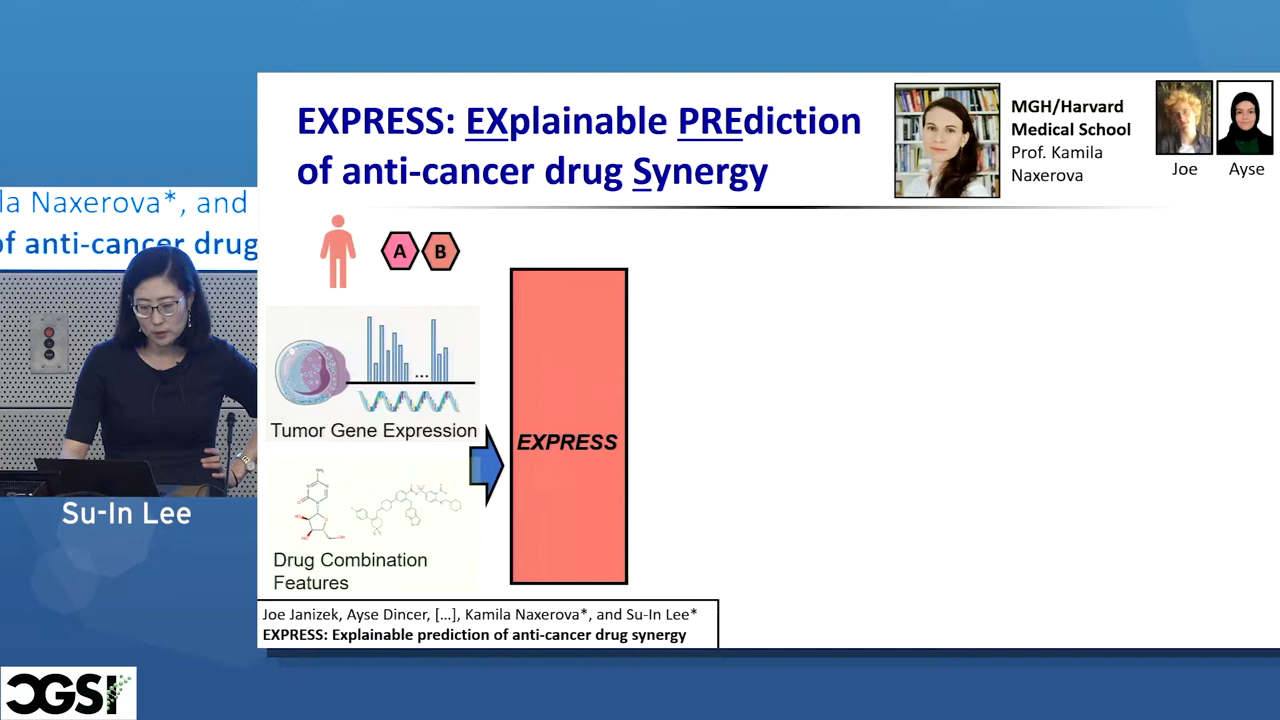 EXPRESS: EXplainable PREdiction
of anti-cancer drug Synergy
MGH/Harvard
Medical School
Prof. Kamila
Naxerova
Joe
Ayse
la Naxerova*, and
of anti-cancer drug
A
B
Tumor Gene Expression
EXPRESS
Drug Combination
Features
Su-In Lee
Joe Janizek, Ayse Dincer, […], Kamila Naxerova*, and Su-In Lee*
EXPRESS: Explainable prediction of anti-cancer drug synergy
CGSI